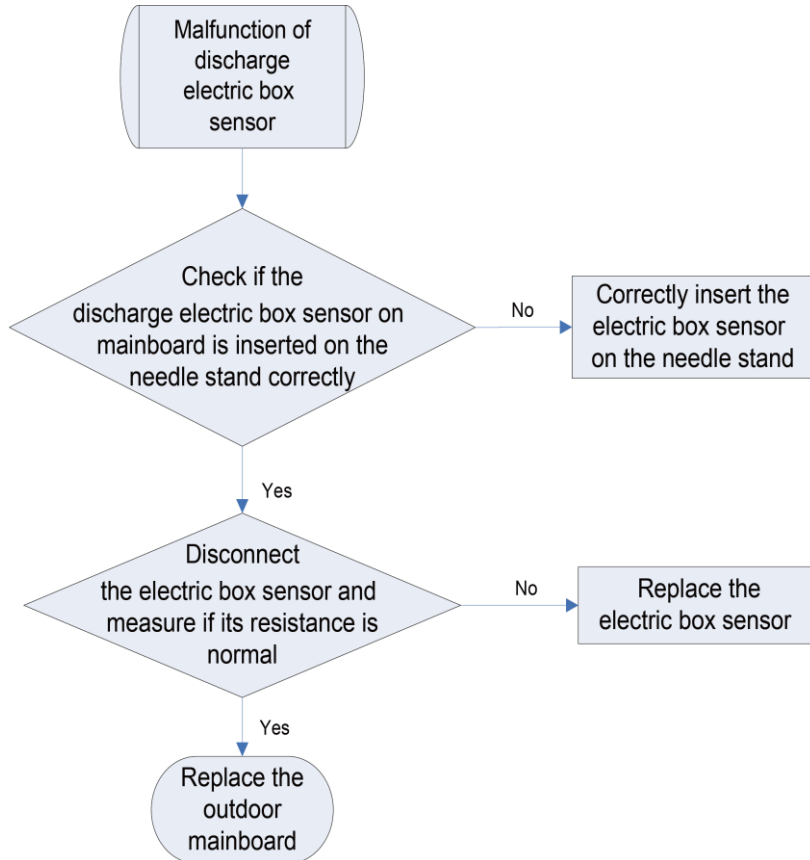 Malfunction of
discharge
electric box
sensor
Check if the
discharge electric box sensor on
mainboard is inserted on the
needle stand correctly
No
Correctly insert the
electric box sensor
on the needle stand
Yes
Disconnect
the electric box sensor and
measure if its resistance is
normal
No
Replace the
electric box sensor
Yes
Replace the
outdoor
mainboard